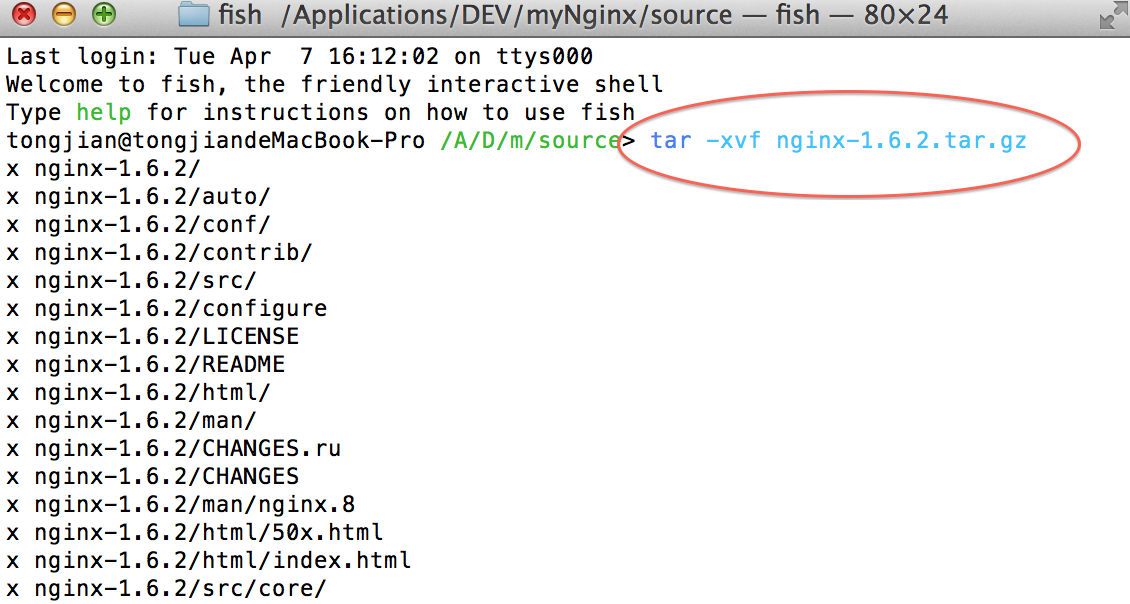 fish /Applications/DEV/myNginx/source — fish — 80×24
Last login: Tue Apr  7 16:12:02 on ttys000
Welcome to fish, the friendly interactive shell
Type help for instructions on how to use fish
tongjian@tongjiandeMacBook-Pro /A/D/m/source> tar -xvf nginx-1.6.2.tar.gz
x nginx-1.6.2/
x nginx-1.6.2/auto/
x nginx-1.6.2/conf/
x nginx-1.6.2/contrib/
x nginx-1.6.2/src/
x nginx-1.6.2/configure
x nginx-1.6.2/LICENSE
x nginx-1.6.2/README
x nginx-1.6.2/html/
x nginx-1.6.2/man/
x nginx-1.6.2/CHANGES.ru
x nginx-1.6.2/CHANGES
x nginx-1.6.2/man/nginx.8
x nginx-1.6.2/html/50x.html
x nginx-1.6.2/html/index.html
x nginx-1.6.2/src/core/